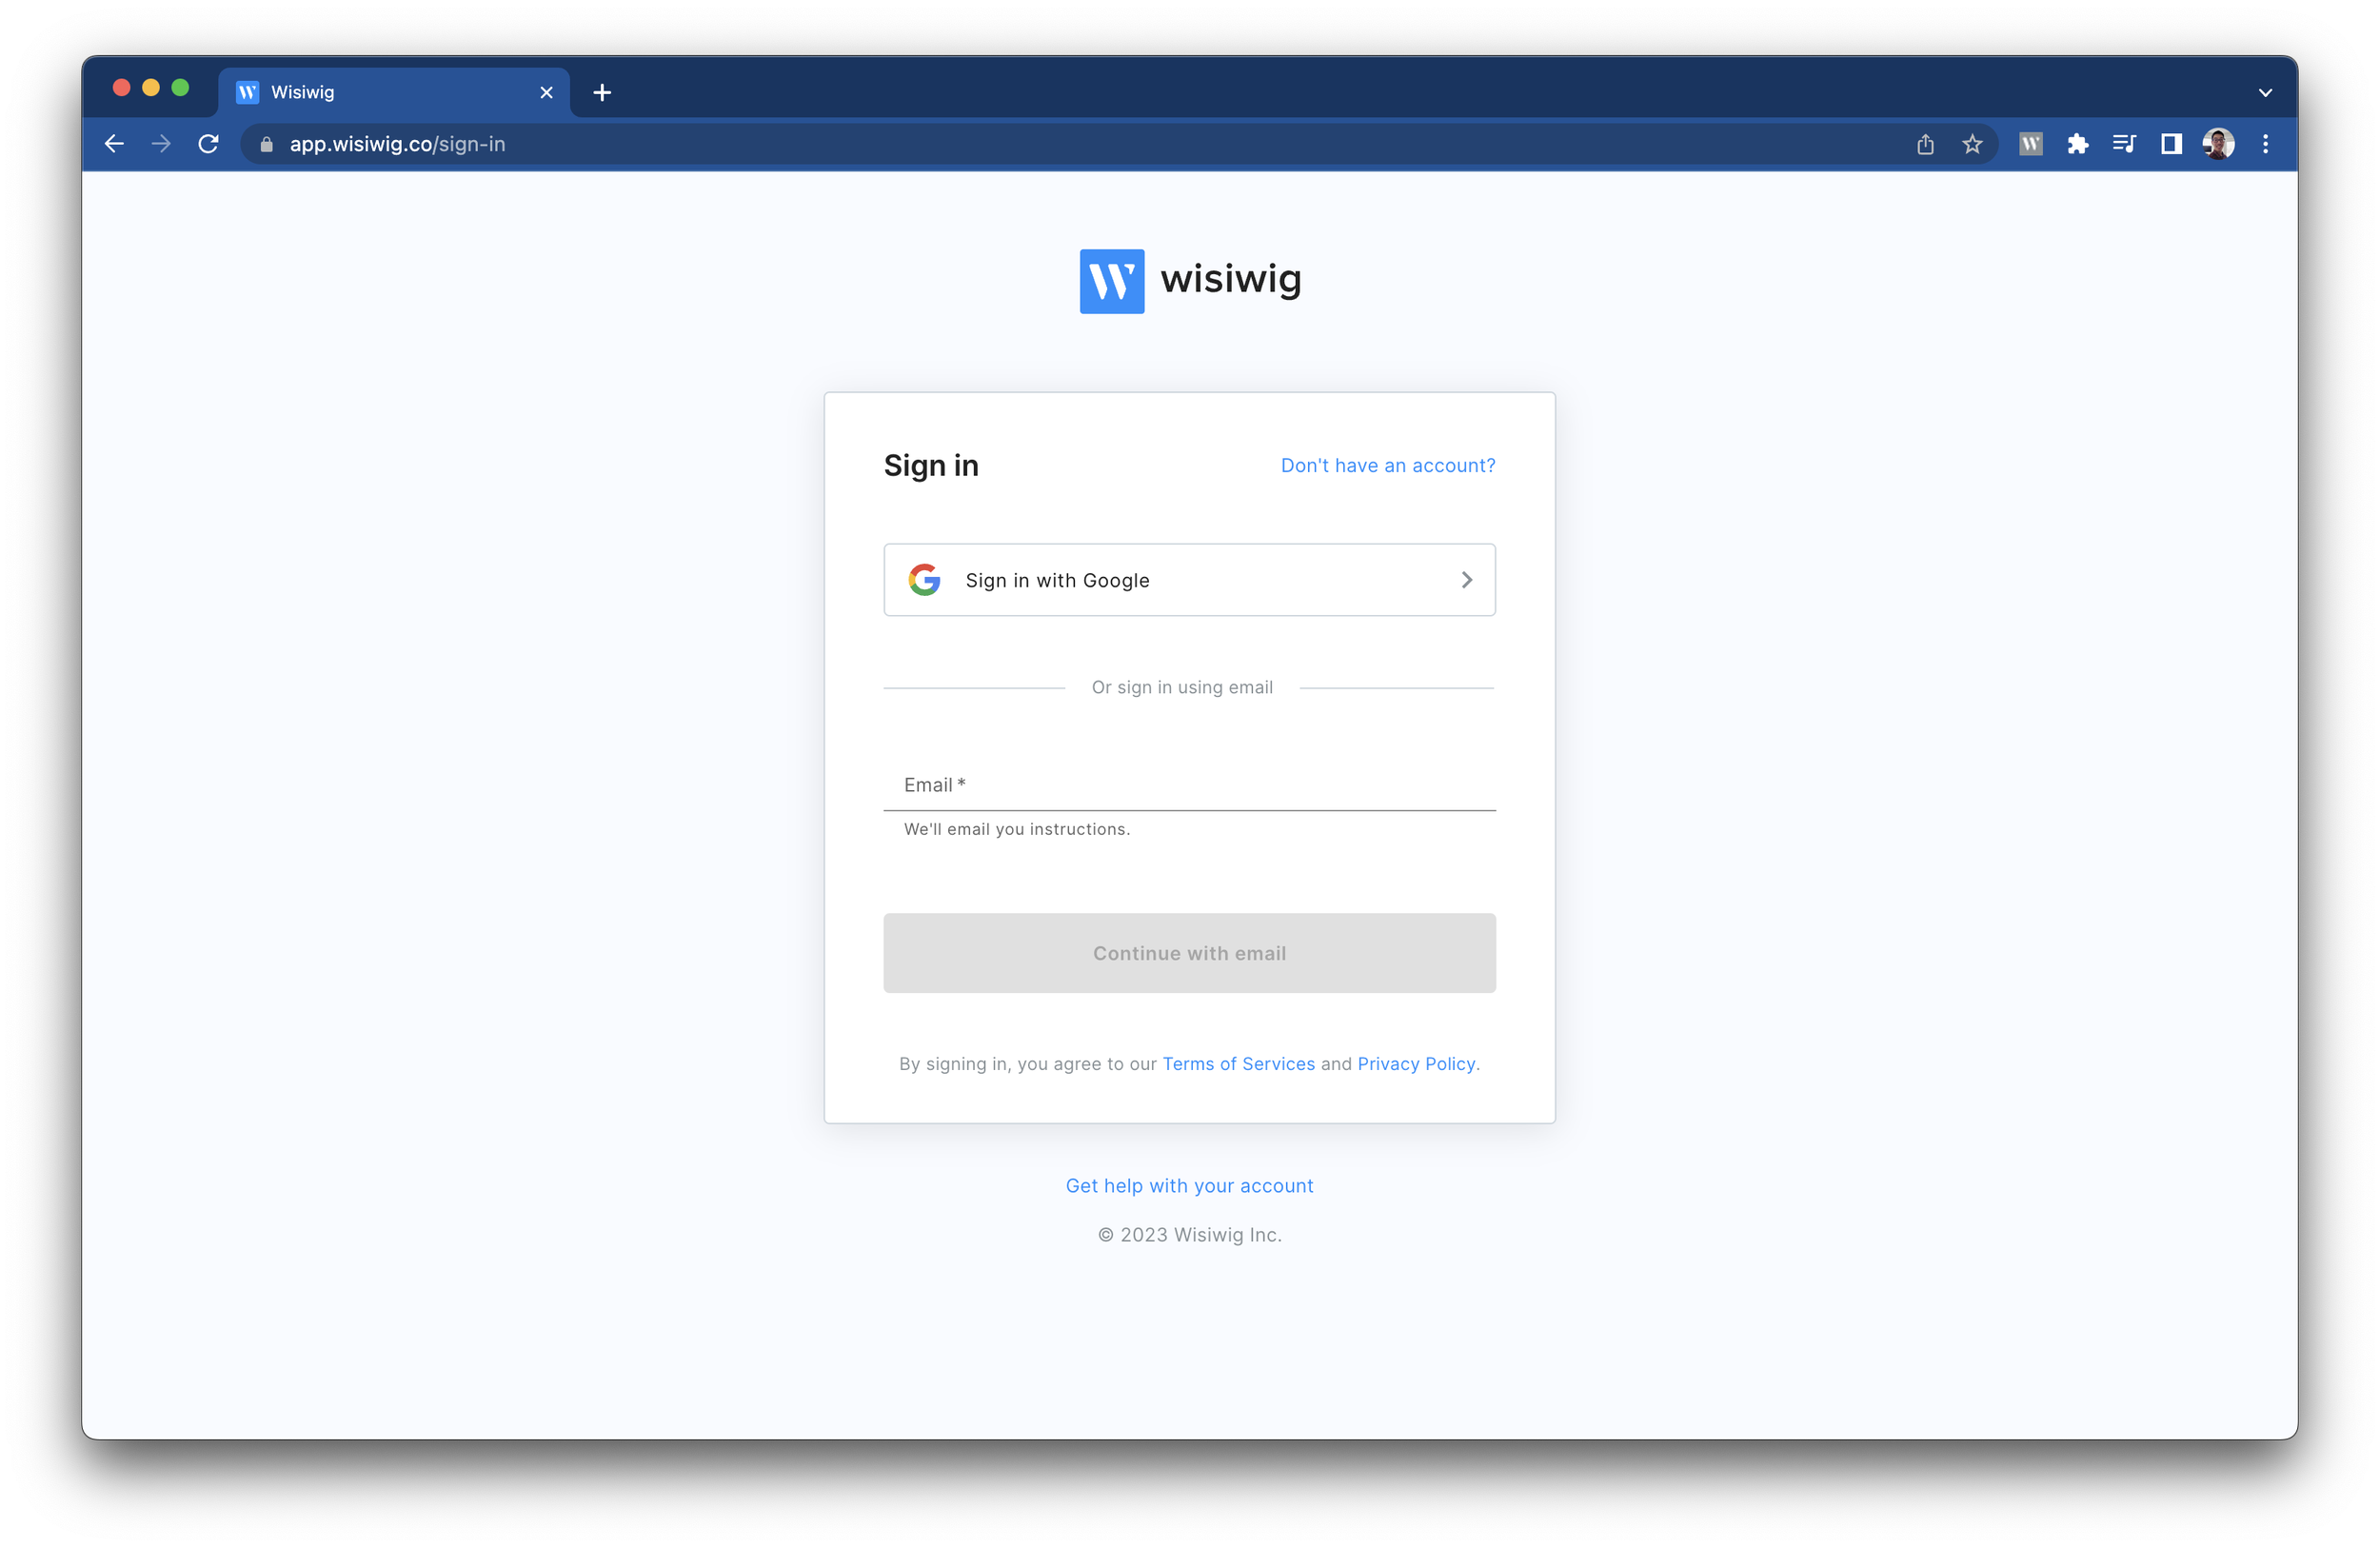 Wisiwig
app.wisiwig.co/sign-in
wisiwig
Sign in
Don't have an account?
Sign in with Google
Or sign in using email
Email *
We'll email you instructions.
Continue with email
By signing in, you agree to our Terms of Services and Privacy Policy.
Get help with your account
© 2023 Wisiwig Inc.